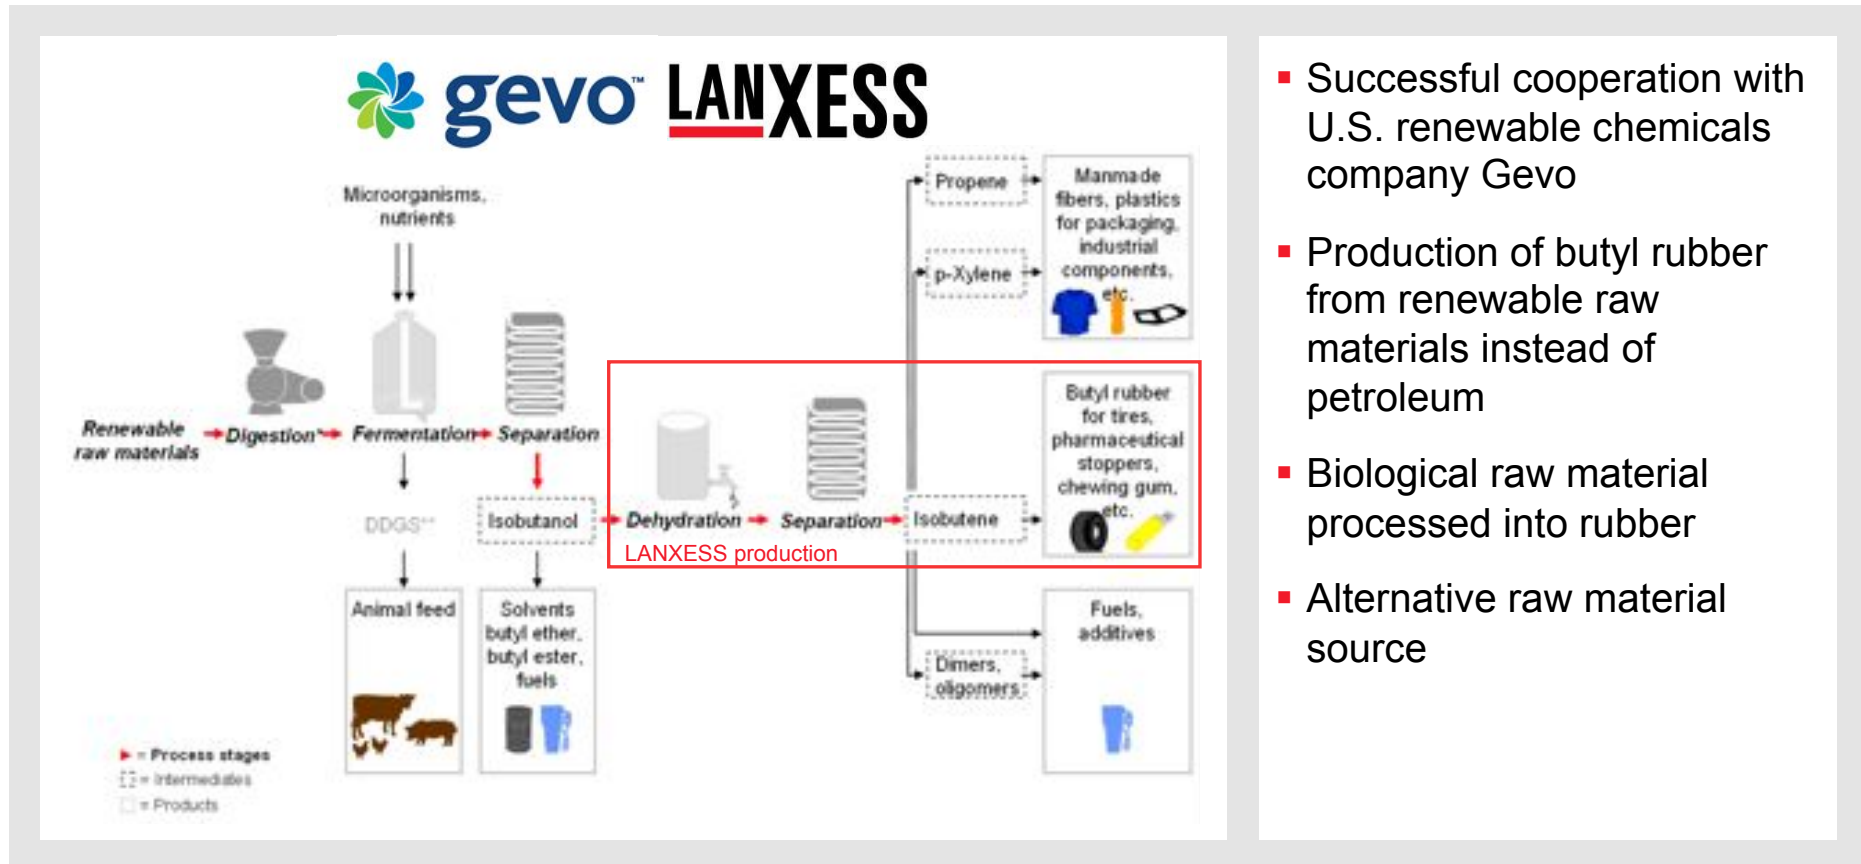 gevo™
LANXESS
Microorganisms,
nutrients
Renewable
raw materials
Digestion*
Fermentation
Separation
DDGS**
Isobutanol
Dehydration
Separation
Isobutene
LANXESS production
Propene
p-Xylene
Manmade
fibers, plastics
for packaging,
industrial
components,
etc.
Butyl rubber
for tires,
pharmaceutical
stoppers,
chewing gum,
etc.
Animal feed
Solvents
butyl ether,
butyl ester,
fuels
Dimers,
oligomers
Fuels,
additives
= Process stages
= Intermediates
= Products
Successful cooperation with
U.S. renewable chemicals
company Gevo
Production of butyl rubber
from renewable raw
materials instead of
petroleum
Biological raw material
processed into rubber
Alternative raw material
source